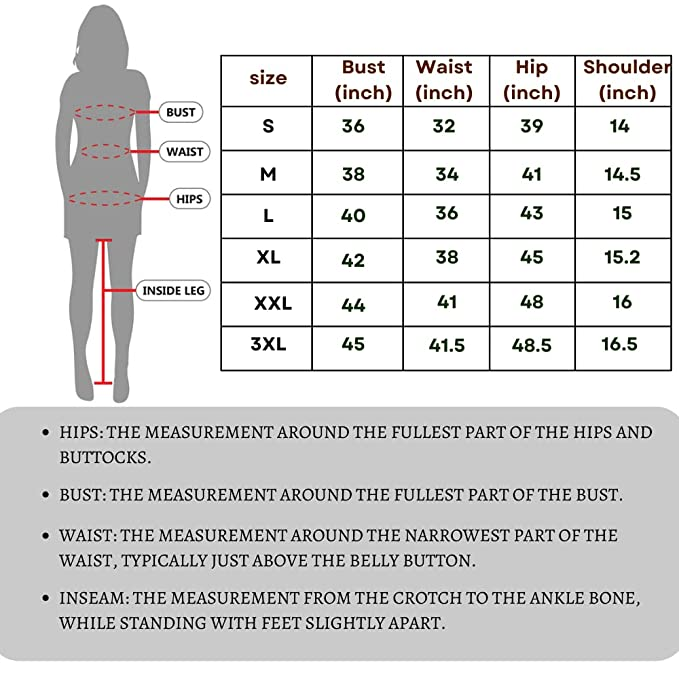 BUST
WAIST
HIPS
INSIDE LEG
size Bust (inch) Waist (inch) Hip (inch) Shoulder (inch)
S 36 32 39 14
M 38 34 41 14.5
L 40 36 43 15
XL 42 38 45 15.2
XXL 44 41 48 16
3XL 45 41.5 48.5 16.5
• HIPS: THE MEASUREMENT AROUND THE FULLEST PART OF THE HIPS AND
BUTTOCKS.
• BUST: THE MEASUREMENT AROUND THE FULLEST PART OF THE BUST.
• WAIST: THE MEASUREMENT AROUND THE NARROWEST PART OF THE
WAIST, TYPICALLY JUST ABOVE THE BELLY BUTTON.
• INSEAM: THE MEASUREMENT FROM THE CROTCH TO THE ANKLE BONE,
WHILE STANDING WITH FEET SLIGHTLY APART.